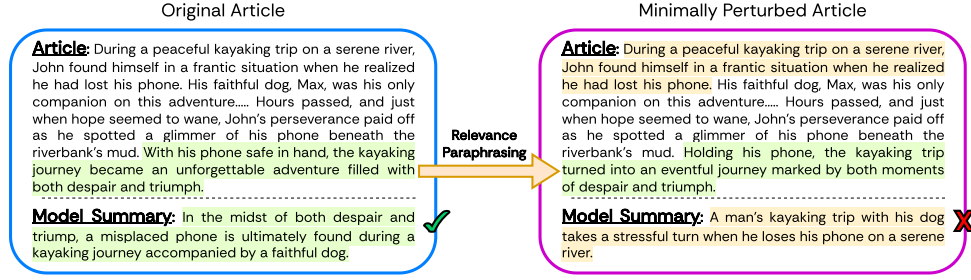 Original Article
Article: During a peaceful kayaking trip on a serene river,
John found himself in a frantic situation when he realized
he had lost his phone. His faithful dog, Max, was his only
companion on this adventure..... Hours passed, and just
when hope seemed to wane, John's perseverance paid off
as he spotted a glimmer of his phone beneath the
riverbank's mud. With his phone safe in hand, the kayaking
journey became an unforgettable adventure filled with
both despair and triumph.
Model Summary: In the midst of both despair and
triump, a misplaced phone is ultimately found during a
kayaking journey accompanied by a faithful dog.
Relevance
Paraphrasing
Minimally Perturbed Article
Article: During a peaceful kayaking trip on a serene river,
John found himself in a frantic situation when he realized
he had lost his phone. His faithful dog, Max, was his only
companion on this adventure..... Hours passed, and just
when hope seemed to wane, John's perseverance paid off
as he spotted a glimmer of his phone beneath the
riverbank's mud. Holding his phone, the kayaking trip
turned into an eventful journey marked by both moments
of despair and triumph.
Model Summary: A man's kayaking trip with his dog
takes a stressful turn when he loses his phone on a serene
river.